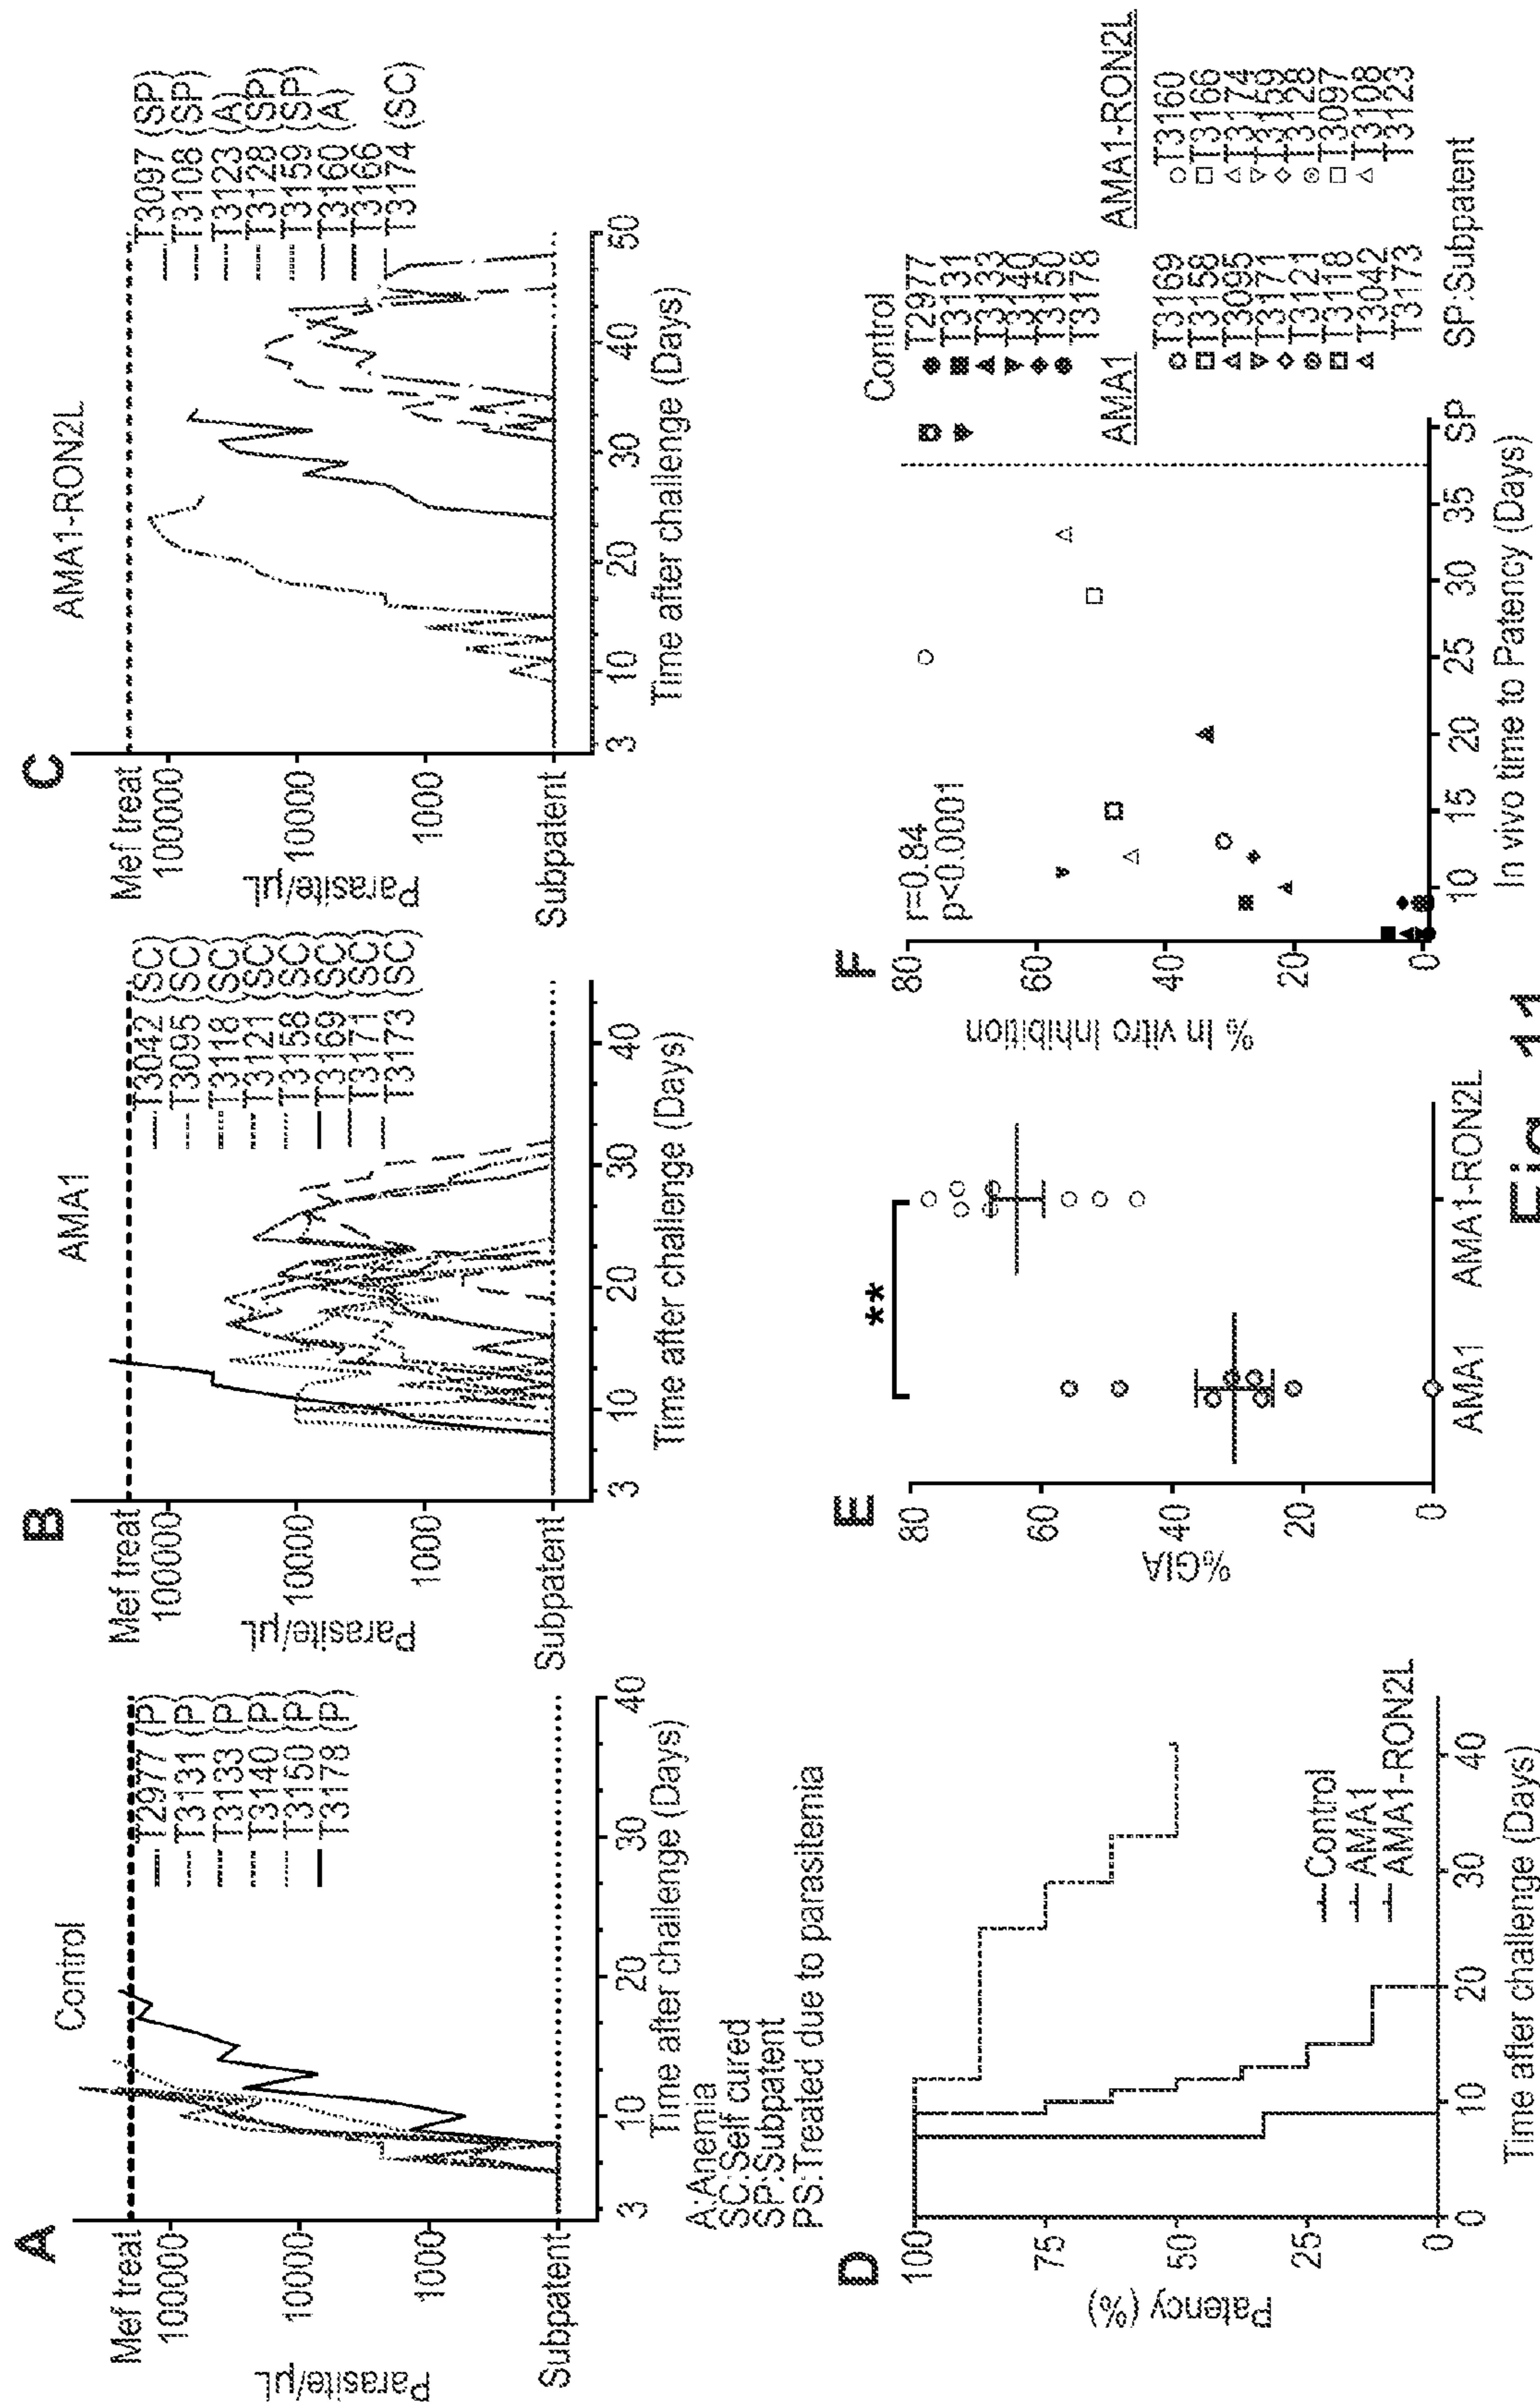 A
Control
Mef treat
100000
10000
1000
Subpatent
Parasite/µL
T2977 (P)
T3131 (P)
T3133 (P)
T3140 (P)
T3150 (P)
T3178 (P)
3 10 20 30 40
Time after challenge (Days)
A:Anemia
SC:Self cured
SP:Subpatent
PS:Treated due to parasitemia
B
AMA1
Mef treat
100000
10000
1000
Subpatent
Parasite/µL
T3042 (SC)
T3095 (SC)
T3118 (SC)
T3121 (SC)
T3158 (SC)
T3169 (SC)
T3171 (SC)
T3173 (SC)
3 10 20 30 40
Time after challenge (Days)
C
AMA1-RON2L
Mef treat
100000
10000
1000
Subpatent
Parasite/µL
T3097 (SP)
T3108 (SP)
T3123 (A)
T3128 (SP)
T3159 (SP)
T3160 (A)
T3166
T3174 (SC)
3 10 20 30 40 50
Time after challenge (Days)
D
100
75
50
25
0
Patency (%)
Control
AMA1
AMA1-RON2L
0 10 20 30 40
Time after challenge (Days)
E
80
60
40
20
0
%GIA
**
AMA1 AMA1-RON2L
F
80
60
40
20
0
% In vitro Inhibition
r=0.84
p<0.0001
10 15 20 25 30 35 SP
In vivo time to Patency (Days)
Control
T2977
T3131
T3133
T3140
T3150
T3178
AMA1 AMA1-RON2L
T3169 T3160
T3158 T3166
T3095 T3174
T3171 T3159
T3121 T3128
T3118 T3097
T3042 T3108
T3173 T3123
SP:Subpatent
Fig. 11